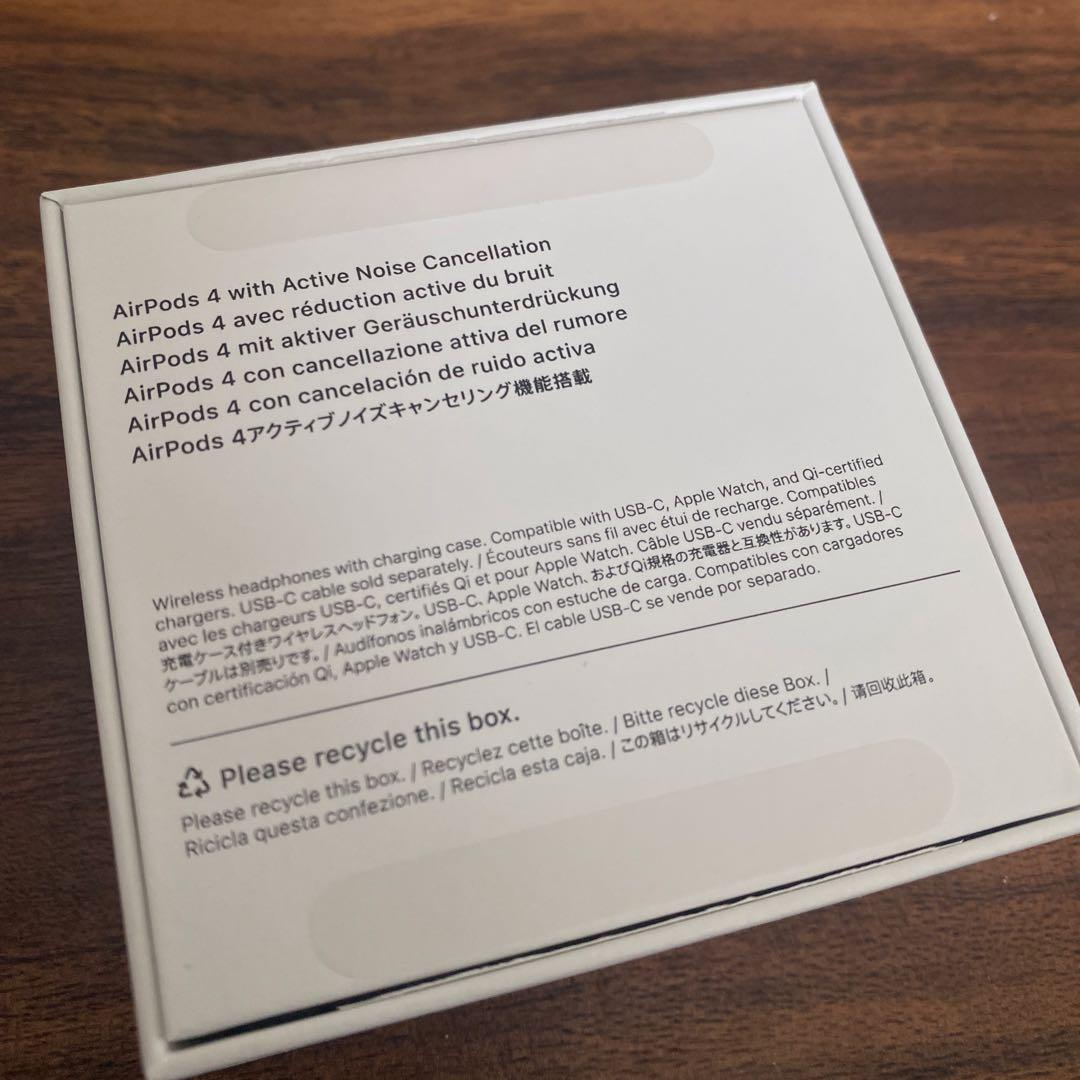 AirPods 4 with Active Noise Cancellation
AirPods 4 avec réduction active du bruit
AirPods 4 mit aktiver Geräuschunterdrückung
AirPods 4 con cancellazione attiva del rumore
AirPods 4 con cancelación de ruido activa
AirPods 4アクティブノイズキャンセリング機能搭載
Wireless headphones with charging case. Compatible with USB-C, Apple Watch, and Qi-certified
chargers. USB-C cable sold separately. / Écouteurs sans fil avec étui de recharge. Compatibles
avec les chargeurs USB-C, certifiés Qi et pour Apple Watch. Câble USB-C vendu séparément. /
充電ケース付きワイヤレスヘッドフォン。USB-C、Apple Watch、およびQi規格の充電器と互換性があります。USB-C
ケーブルは別売りです。/ Audífonos inalámbricos con estuche de carga. Compatibles con cargadores
con certificación Qi, Apple Watch y USB-C. El cable USB-C se vende por separado.
Please recycle this box.
Please recycle this box. / Recyclez cette boîte. / Bitte recycle diese Box. /
Ricicla questa confezione. / Recicla esta caja. / この箱はリサイクルしてください。/ 请回收此箱。